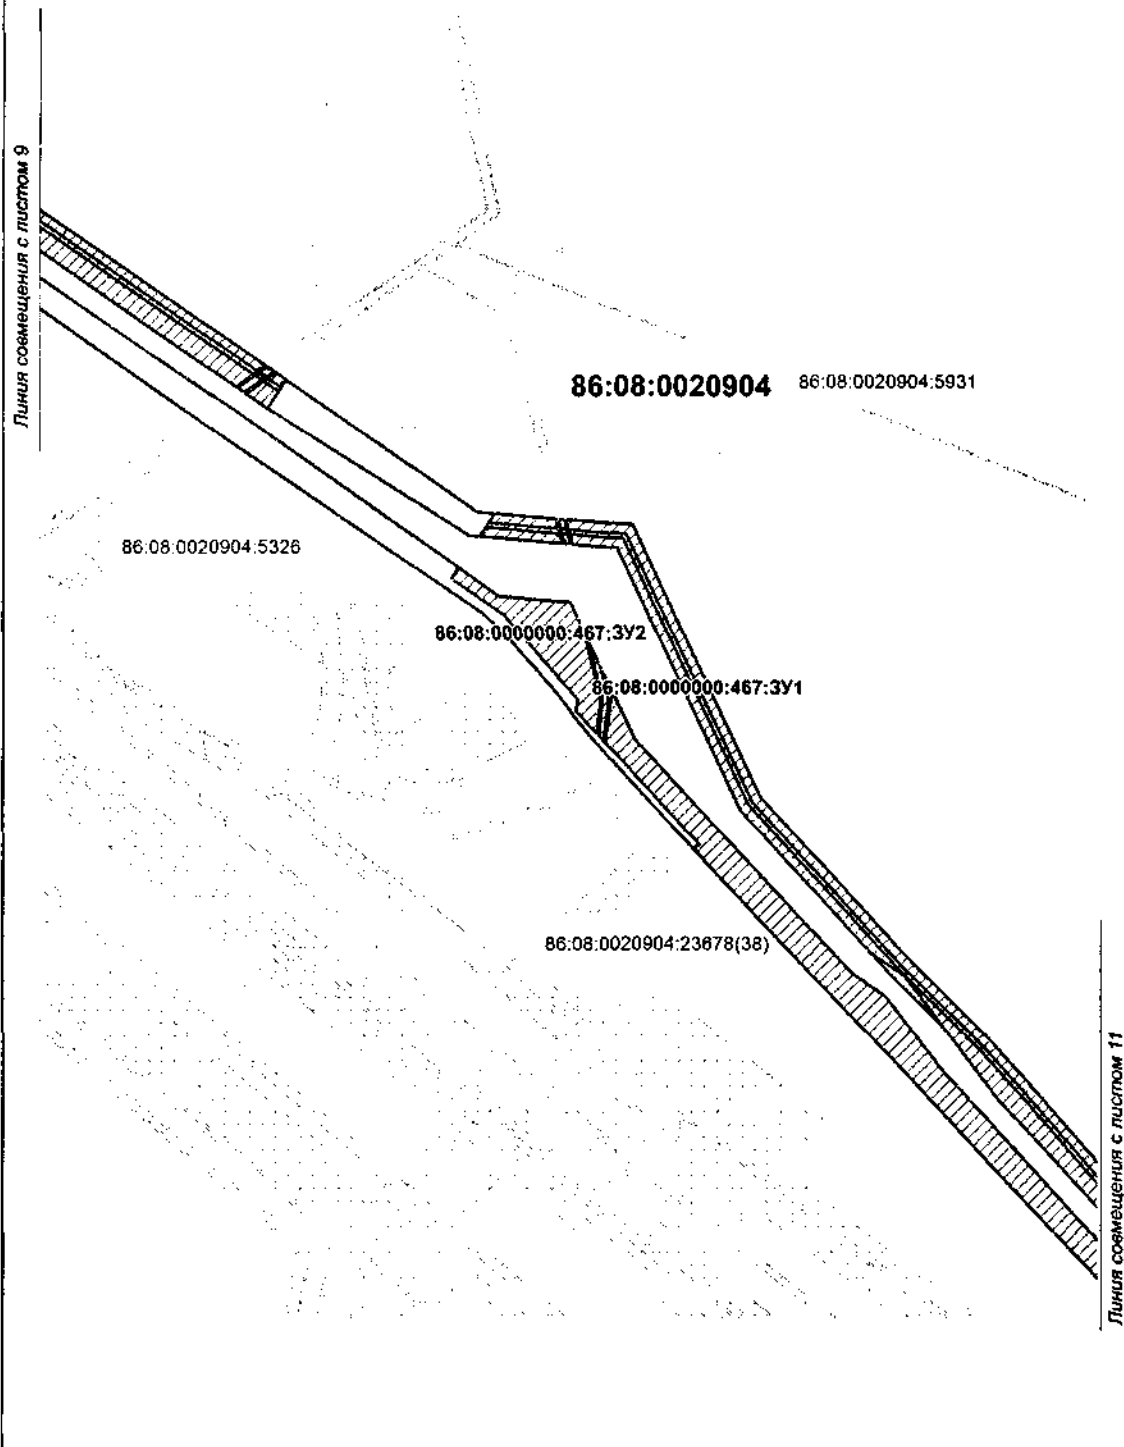 Линия совмещения с листом 9
86:08:0020904
86:08:0020904:5931
86:08:0020904:5326
86:08:0000000:467:ЗУ2
86:08:0000000:467:ЗУ1
86:08:0020904:23678(38)
Линия совмещения с листом 11